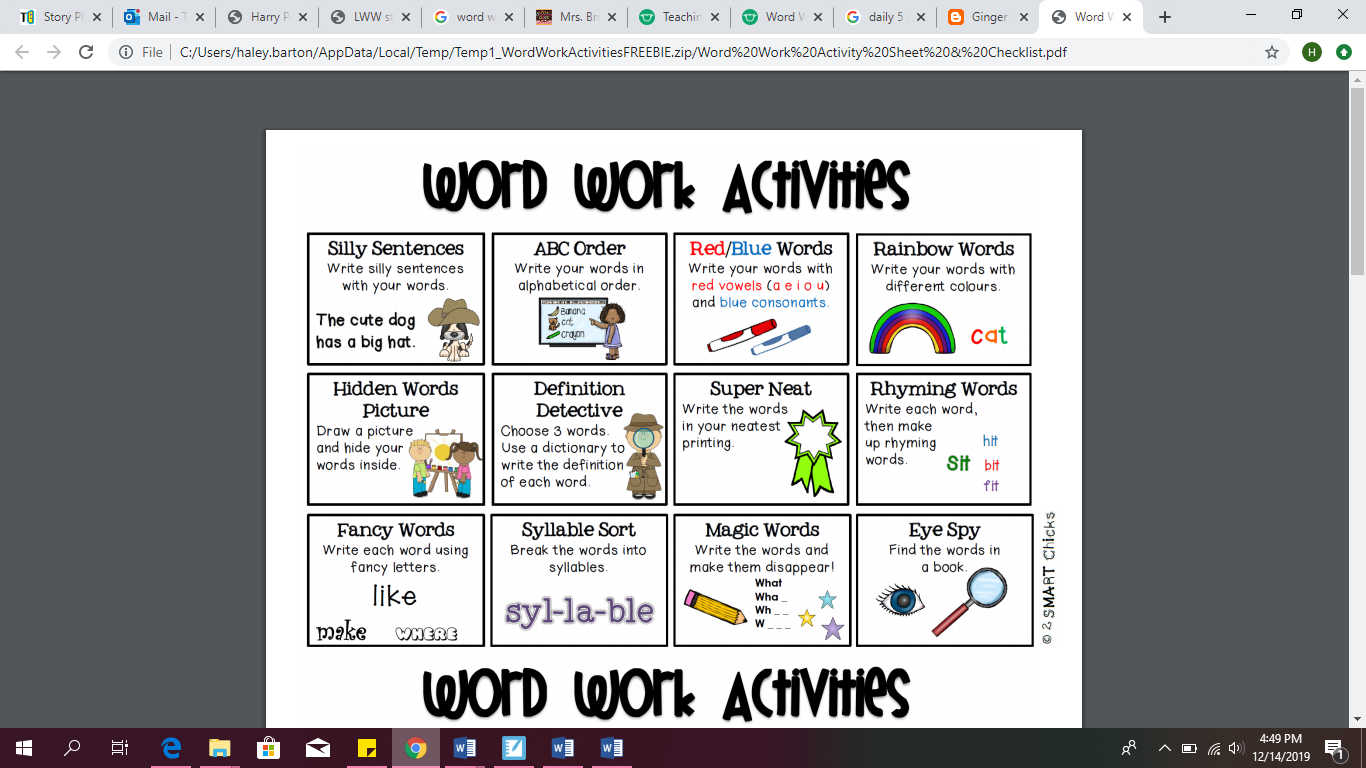 Story Pl
Mail - T
Harry P
LWW st
word w
Mrs. Br
Teachin
Word W
daily 5
Ginger
Word W
File
C:/Users/haley.barton/AppData/Local/Temp/Temp1_WordWorkActivitiesFREEBIE.zip/Word%20Work%20Activity%20Sheet%20&%20Checklist.pdf
H
Word Work Activities
Silly Sentences
Write silly sentences
with your words.
The cute dog
has a big hat.
ABC Order
Write your words in
alphabetical order.
Banana
cat
crayon
Red/Blue Words
Write your words with
red vowels (a e i o u)
and blue consonants.
Rainbow Words
Write your words with
different colours.
cat
Hidden Words
Picture
Draw a picture
and hide your
words inside.
Definition
Detective
Choose 3 words.
Use a dictionary to
write the definition
of each word.
Super Neat
Write the words
in your neatest
printing.
Rhyming Words
Write each word,
then make
up rhyming
words.
Sit
hit
bit
fit
Fancy Words
Write each word using
fancy letters.
like
make
WHERE
Syllable Sort
Break the words into
syllables.
syl-la-ble
Magic Words
Write the words and
make them disappear!
What
Wha _
Wh _ _
W _ _ _
Eye Spy
Find the words in
a book.
© 2 SMART Chicks
Word Work Activities
4:49 PM
12/14/2019
1